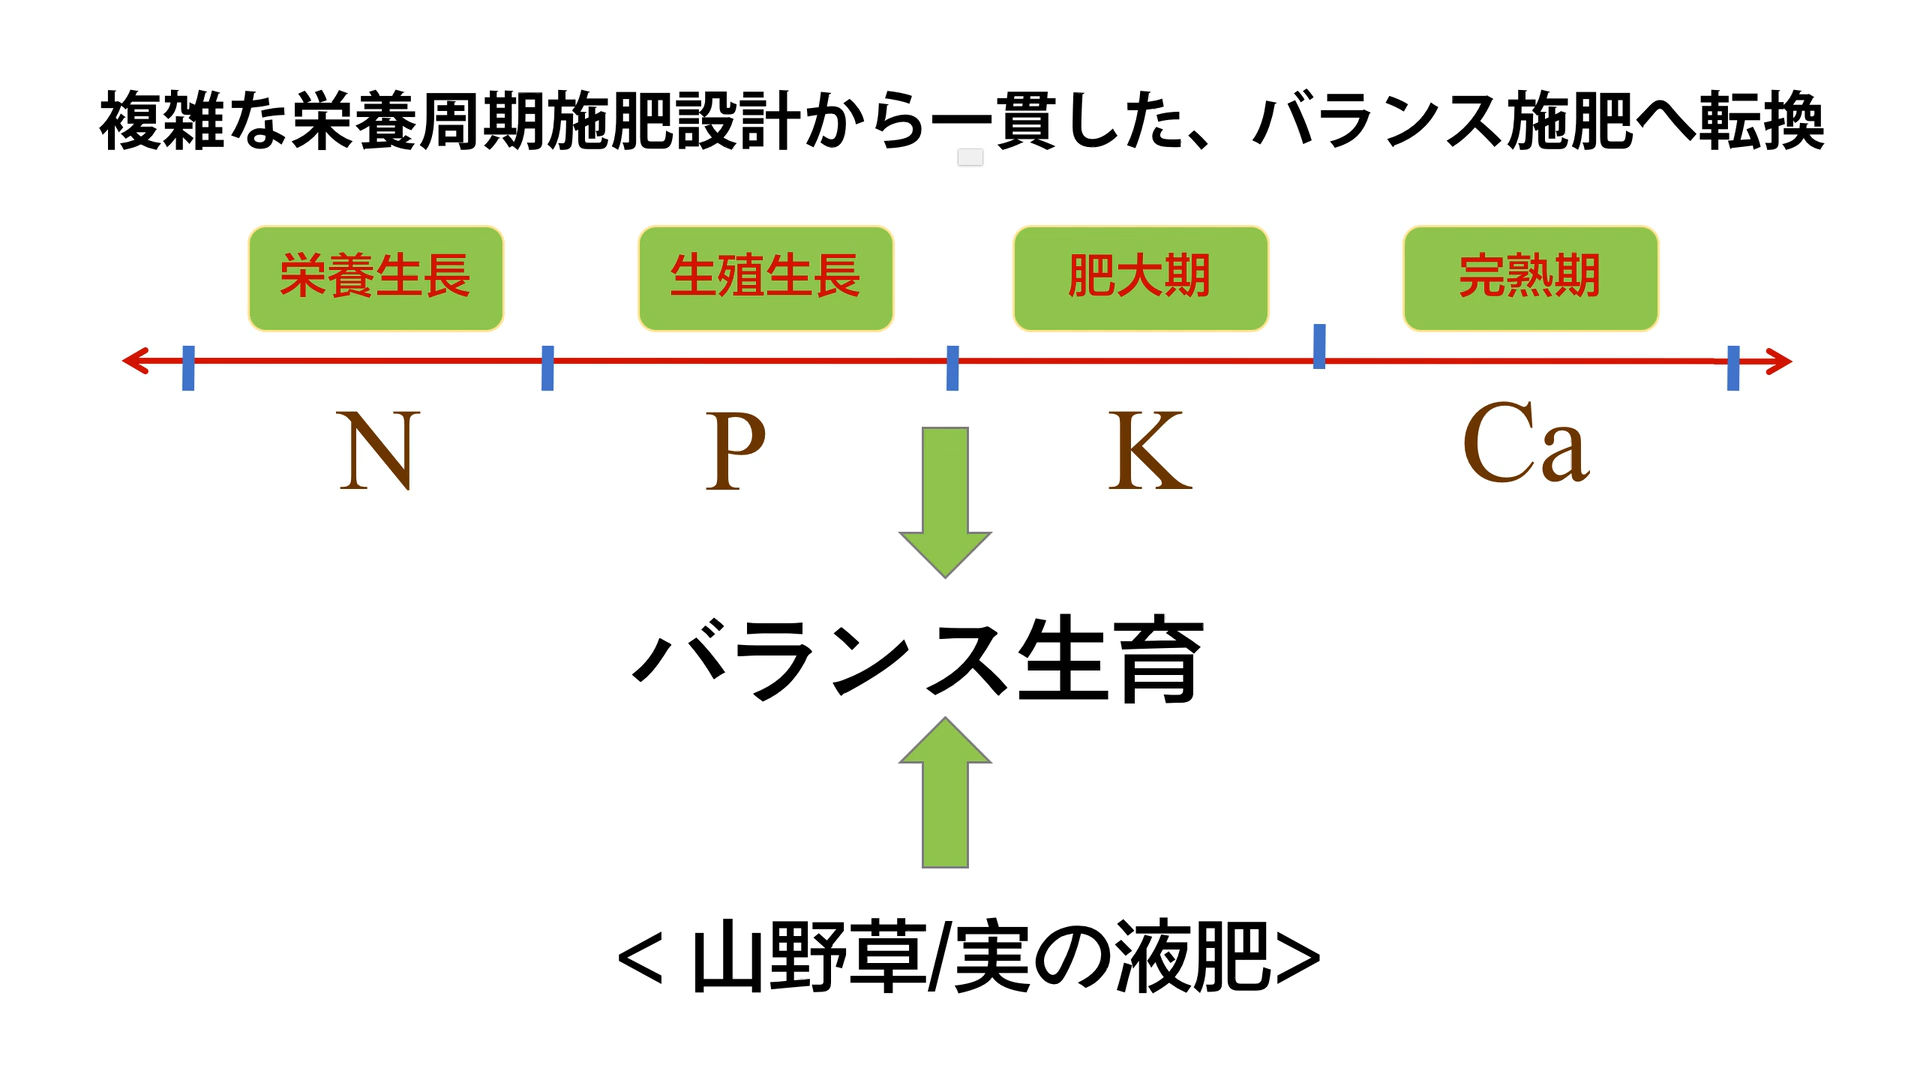 複雑な栄養周期施肥設計から一貫した、バランス施肥へ転換
栄養生長 生殖生長 肥大期 完熟期
N P K Ca
バランス生育
< 山野草/実の液肥>